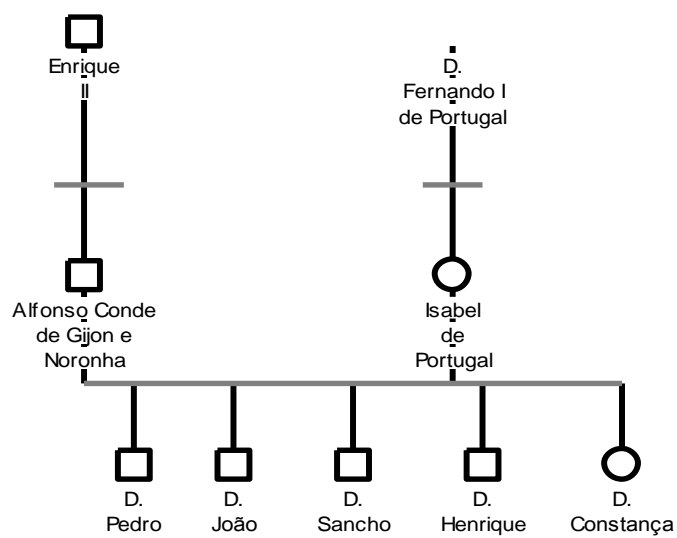 Enrique
II
D.
Fernando I
de Portugal
Alfonso Conde
de Gijon e
Noronha
Isabel
de
Portugal
D.
Pedro
D.
João
D.
Sancho
D.
Henrique
D.
Constança